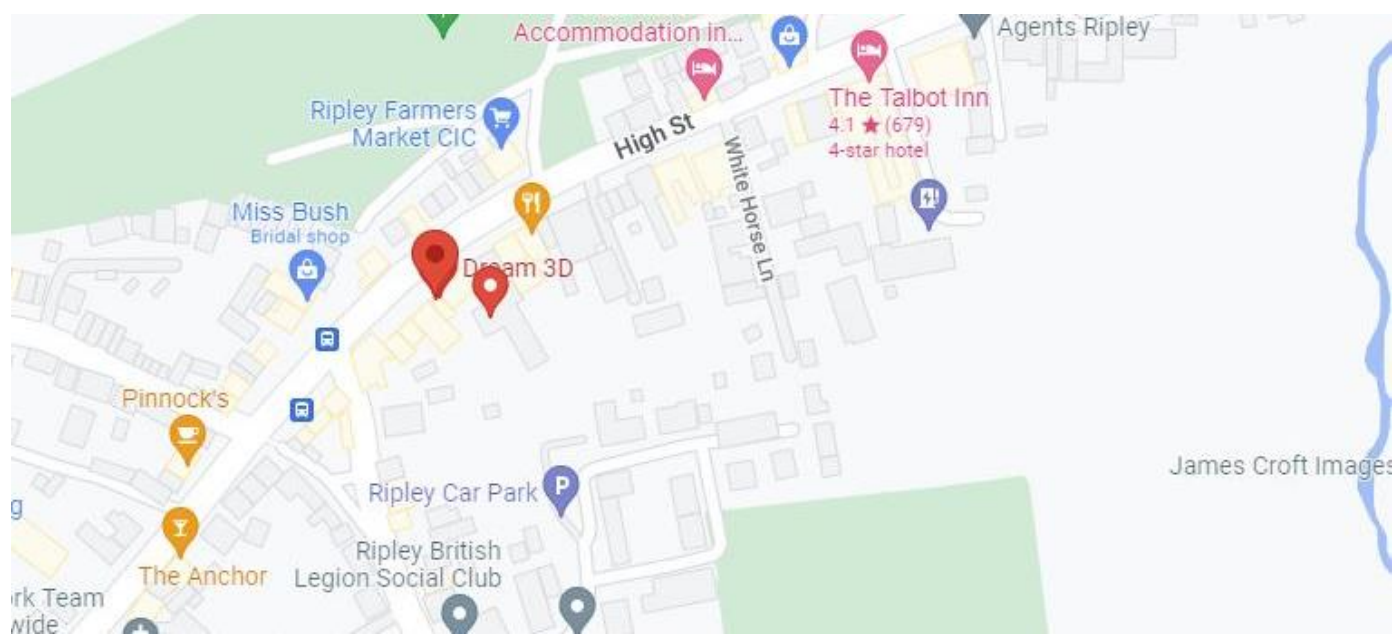 Accommodation in...
Agents Ripley
Ripley Farmers
Market CIC
High St
The Talbot Inn
4.1 ★ (679)
4-star hotel
White Horse Ln
Miss Bush
Bridal shop
Dream 3D
Pinnock's
James Croft Images
Ripley Car Park
P
g
Ripley British
Legion Social Club
The Anchor
rk Team
wide